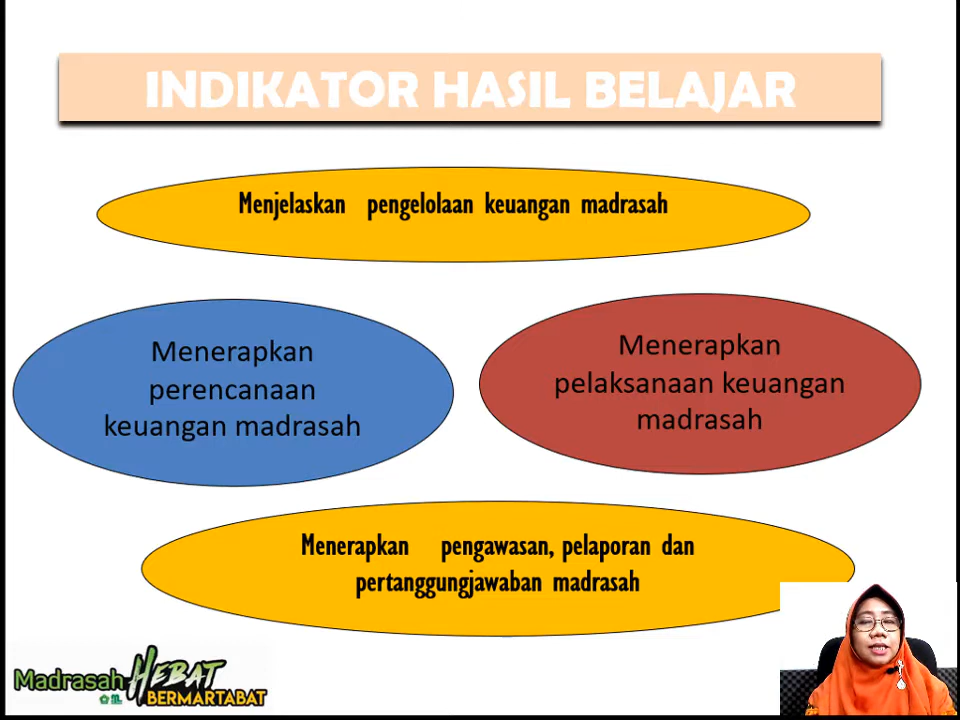 INDIKATOR HASIL BELAJAR
Menjelaskan pengelolaan keuangan madrasah
Menerapkan
perencanaan
keuangan madrasah
Menerapkan
pelaksanaan keuangan
madrasah
Menerapkan pengawasan, pelaporan dan
pertanggungjawaban madrasah
Madrasah HEBAT
BERMARTABAT